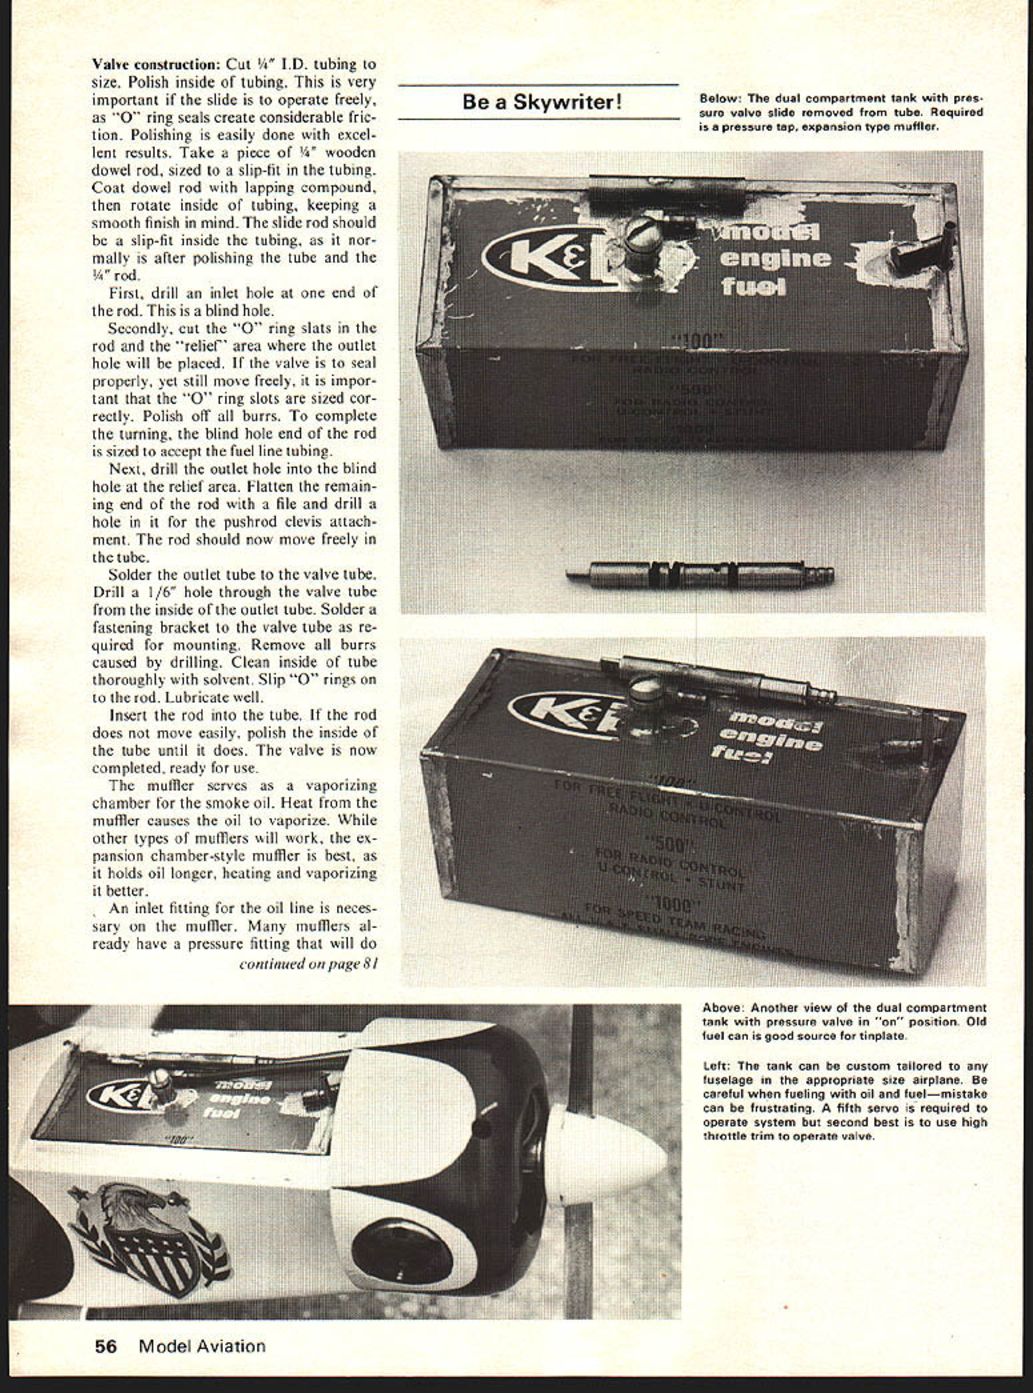 Valve construction: Cut ¼" I.D. tubing to
size. Polish inside of tubing. This is very
important if the slide is to operate freely,
as "O" ring seals create considerable fric-
tion. Polishing is easily done with excel-
lent results. Take a piece of ¼" wooden
dowel rod, sized to a slip-fit in the tubing.
Coat dowel rod with lapping compound,
then rotate inside of tubing, keeping a
smooth finish in mind. The slide rod should
be a slip-fit inside the tubing, as it nor-
mally is after polishing the tube and the
¼" rod.
First, drill an inlet hole at one end of
the rod. This is a blind hole.
Secondly, cut the "O" ring slats in the
rod and the "relief" area where the outlet
hole will be placed. If the valve is to seal
properly, yet still move freely, it is impor-
tant that the "O" ring slots are sized cor-
rectly. Polish off all burrs. To complete
the turning, the blind hole end of the rod
is sized to accept the fuel line tubing.
Next, drill the outlet hole into the blind
hole at the relief area. Flatten the remain-
ing end of the rod with a file and drill a
hole in it for the pushrod clevis attach-
ment. The rod should now move freely in
the tube.
Solder the outlet tube to the valve tube.
Drill a 1/6" hole through the valve tube
from the inside of the outlet tube. Solder a
fastening bracket to the valve tube as re-
quired for mounting. Remove all burrs
caused by drilling. Clean inside of tube
thoroughly with solvent. Slip "O" rings on
to the rod. Lubricate well.
Insert the rod into the tube. If the rod
does not move easily, polish the inside of
the tube until it does. The valve is now
completed, ready for use.
The muffler serves as a vaporizing
chamber for the smoke oil. Heat from the
muffler causes the oil to vaporize. While
other types of mufflers will work, the ex-
pansion chamber-style muffler is best, as
it holds oil longer, heating and vaporizing
it better.
An inlet fitting for the oil line is neces-
sary on the muffler. Many mufflers al-
ready have a pressure fitting that will do
continued on page 81
Be a Skywriter!
Below: The dual compartment tank with pres-
sure valve slide removed from tube. Required
is a pressure tap, expansion type muffler.
K&
model
engine
fuel
"100"
FOR FREE FLIGHT U-CONTROL
RADIO CONTROL
"500"
FOR RADIO CONTROL
U-CONTROL • STUNT
FOR SPEED TEAM RACING
K&
model
engine
fuel
"100"
FOR FREE FLIGHT • U-CONTROL
RADIO CONTROL
"500"
FOR RADIO CONTROL
U-CONTROL • STUNT
"1000"
FOR SPEED TEAM RACING
Above: Another view of the dual compartment
tank with pressure valve in "on" position. Old
fuel can is good source for tinplate.
Left: The tank can be custom tailored to any
fuselage in the appropriate size airplane. Be
careful when fueling with oil and fuel—mistake
can be frustrating. A fifth servo is required to
operate system but second best is to use high
throttle trim to operate valve.
K&
model
engine
fuel
"100"
56 Model Aviation